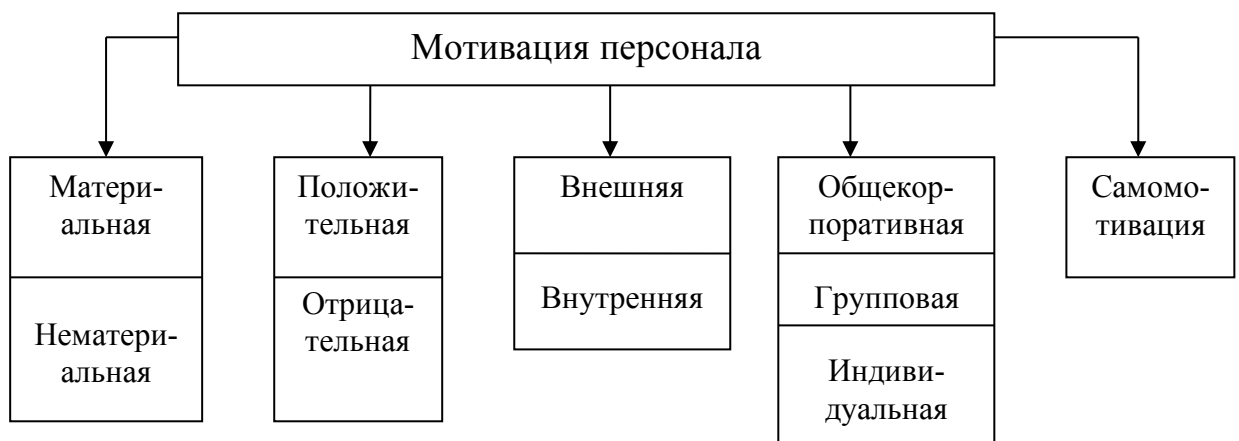 Мотивация персонала
Матери-
альная
Нематери-
альная
Положи-
тельная
Отрица-
тельная
Внешняя
Внутренняя
Общекор-
поративная
Групповая
Индиви-
дуальная
Самомо-
тивация